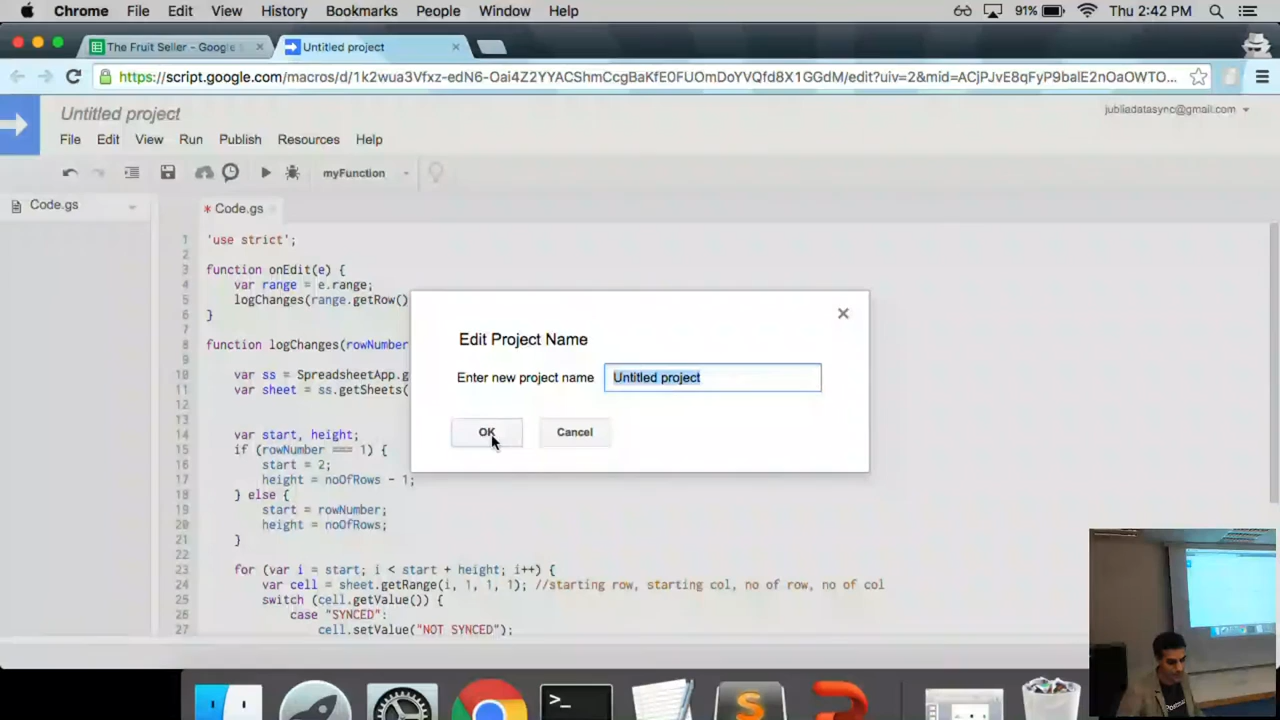 Chrome File Edit View History Bookmarks People Window Help 91% Thu 2:42 PM
The Fruit Seller - Google S
Untitled project
https://script.google.com/macros/d/1k2wua3Vfxz-edN6-Oai4Z2YYACShmCcgBaKfE0FUOmDoYVQfd8X1GGdM/edit?uiv=2&mid=ACjPJvE8qFyP9balE2nOaOWTO...
Untitled project
jubliadatasync@gmail.com
File Edit View Run Publish Resources Help
myFunction
Code.gs
* Code.gs
1 'use strict';
2
3 function onEdit(e) {
4 var range = e.range;
5 logChanges(range.getRow()
6 }
7
8 function logChanges(rowNumber
9
10 var ss = SpreadsheetApp.g
11 var sheet = ss.getSheets(
12
13
14 var start, height;
15 if (rowNumber === 1) {
16 start = 2;
17 height = noOfRows - 1;
18 } else {
19 start = rowNumber;
20 height = noOfRows;
21 }
22
23 for (var i = start; i < start + height; i++) {
24 var cell = sheet.getRange(i, 1, 1, 1); //starting row, starting col, no of row, no of col
25 switch (cell.getValue()) {
26 case "SYNCED":
27 cell.setValue("NOT SYNCED");
Edit Project Name
Enter new project name Untitled project
OK Cancel